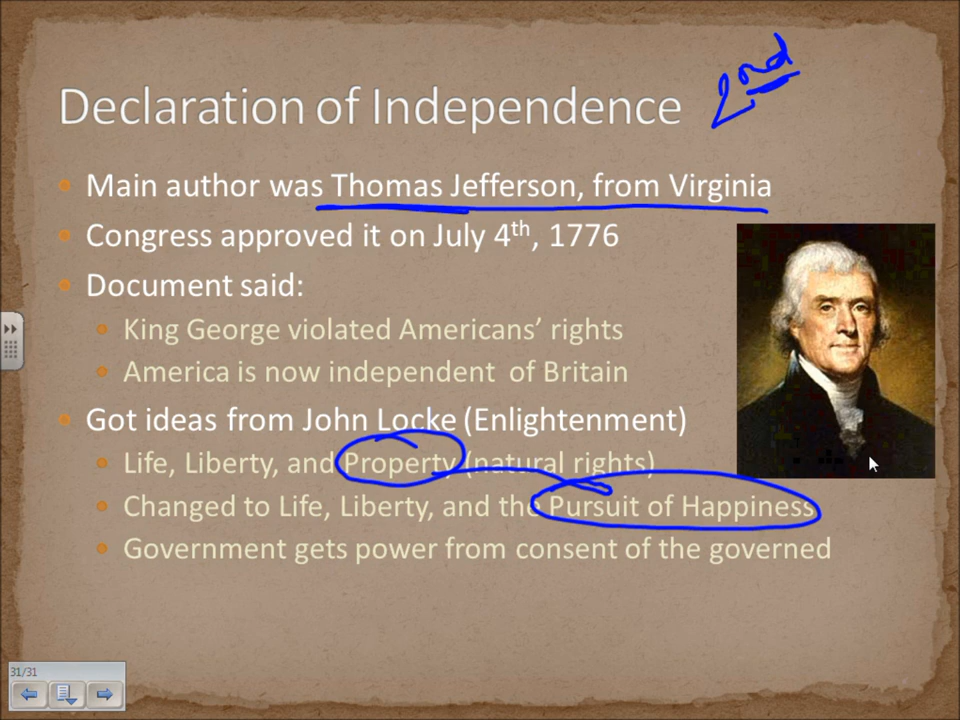 2nd
Declaration of Independence
Main author was Thomas Jefferson, from Virginia
Congress approved it on July 4th, 1776
Document said:
King George violated Americans’ rights
America is now independent of Britain
Got ideas from John Locke (Enlightenment)
Life, Liberty, and Property (natural rights)
Changed to Life, Liberty, and the Pursuit of Happiness
Government gets power from consent of the governed
31/31